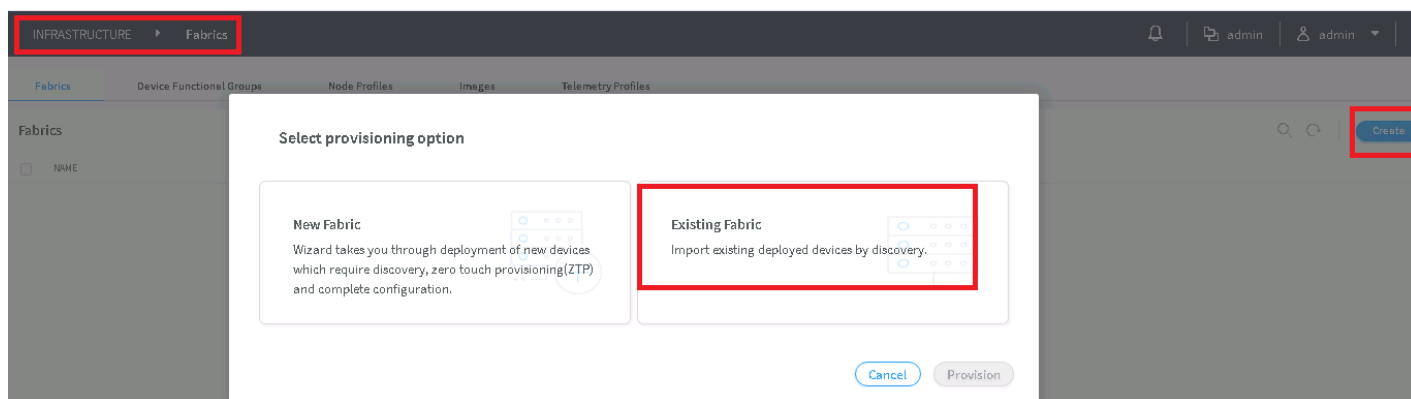 INFRASTRUCTURE Fabrics
admin admin
Fabrics Device Functional Groups Node Profiles Images Telemetry Profiles
Fabrics
Create
NAME
Select provisioning option
New Fabric
Wizard takes you through deployment of new devices
which require discovery, zero touch provisioning(ZTP)
and complete configuration.
Existing Fabric
Import existing deployed devices by discovery.
Cancel Provision